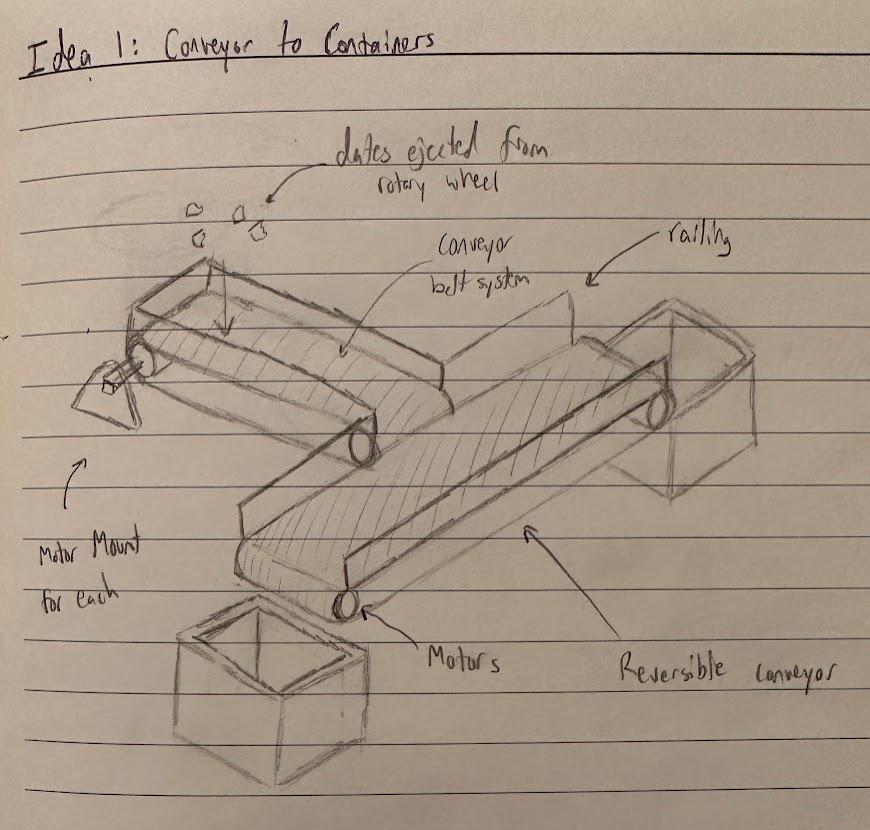 Idea 1: Conveyor to Containers
dates ejected from
rotary wheel
conveyor
belt system
railing
Motor Mount
for each
Motors
Reversible conveyor